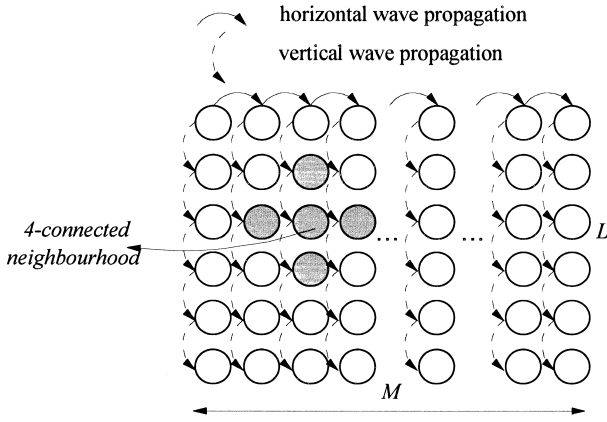 horizontal wave propagation
vertical wave propagation
4-connected
neighbourhood
... ...
L
M